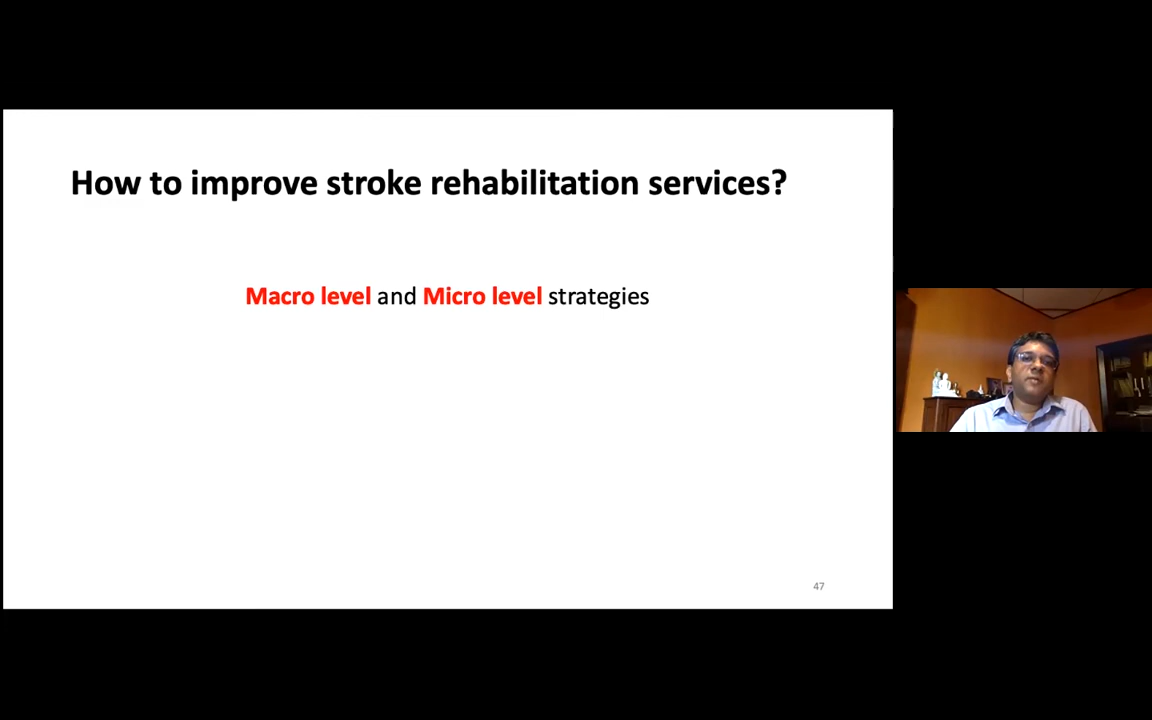 How to improve stroke rehabilitation services?
Macro level and Micro level strategies
47